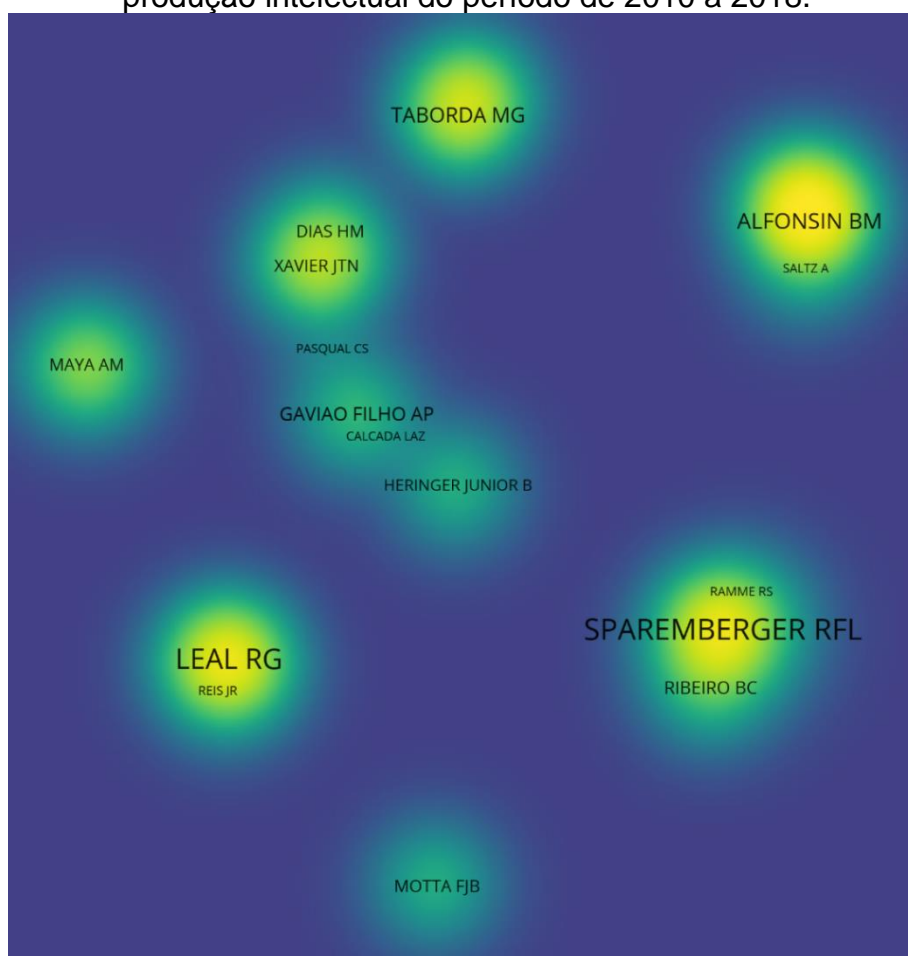 produção intelectual do período de 2010 a 2018.
TABORDA MG
ALFONSIN BM
DIAS HM
XAVIER JTN
SALTZ A
PASQUAL CS
MAYA AM
GAVIAO FILHO AP
CALCADA LAZ
HERINGER JUNIOR B
RAMME RS
SPAREMBERGER RFL
LEAL RG
REIS JR
RIBEIRO BC
MOTTA FJB